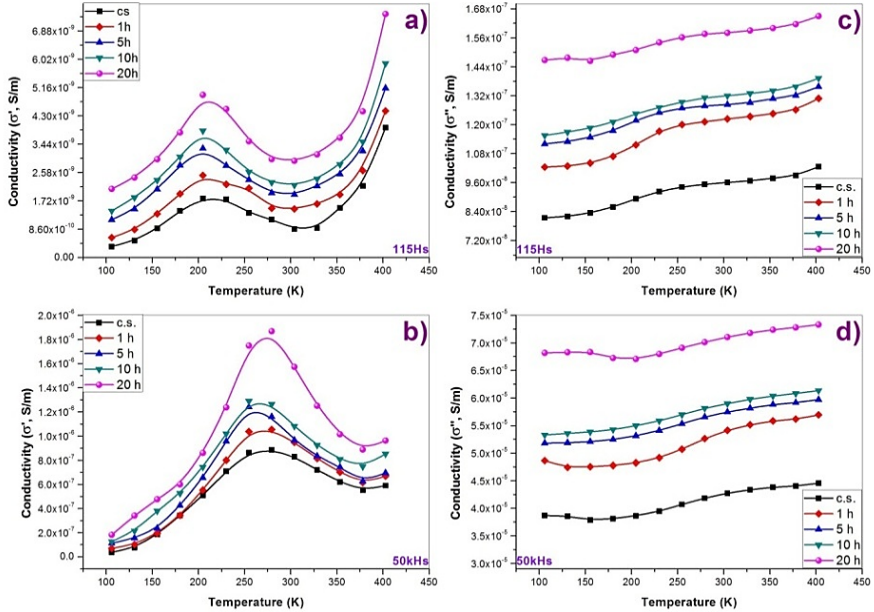 a)
cs
1h
5h
10h
20h
Conductivity (σ', S/m)
6.88x10⁻⁹
6.02x10⁻⁹
5.16x10⁻⁹
4.30x10⁻⁹
3.44x10⁻⁹
2.58x10⁻⁹
1.72x10⁻⁹
8.60x10⁻¹⁰
0.00
50 100 150 200 250 300 350 400 450
115Hs
Temperature (K)
c)
Conductivity (σ'', S/m)
1.68x10⁻⁷
1.56x10⁻⁷
1.44x10⁻⁷
1.32x10⁻⁷
1.20x10⁻⁷
1.08x10⁻⁷
9.60x10⁻⁸
8.40x10⁻⁸
7.20x10⁻⁸
c.s.
1 h
5 h
10 h
20 h
115Hs
100 150 200 250 300 350 400 450
Temperature (K)
b)
c.s.
1 h
5 h
10 h
20 h
Conductivity (σ', S/m)
2.0x10⁻⁶
1.8x10⁻⁶
1.6x10⁻⁶
1.4x10⁻⁶
1.2x10⁻⁶
1.0x10⁻⁶
8.0x10⁻⁷
6.0x10⁻⁷
4.0x10⁻⁷
2.0x10⁻⁷
0.0
50kHs
50 100 150 200 250 300 350 400 450
Temperature (K)
d)
Conductivity (σ'', S/m)
7.5x10⁻⁵
7.0x10⁻⁵
6.5x10⁻⁵
6.0x10⁻⁵
5.5x10⁻⁵
5.0x10⁻⁵
4.5x10⁻⁵
4.0x10⁻⁵
3.5x10⁻⁵
3.0x10⁻⁵
c.s.
1 h
5 h
10 h
20 h
50kHs
100 150 200 250 300 350 400 450
Temperature (K)